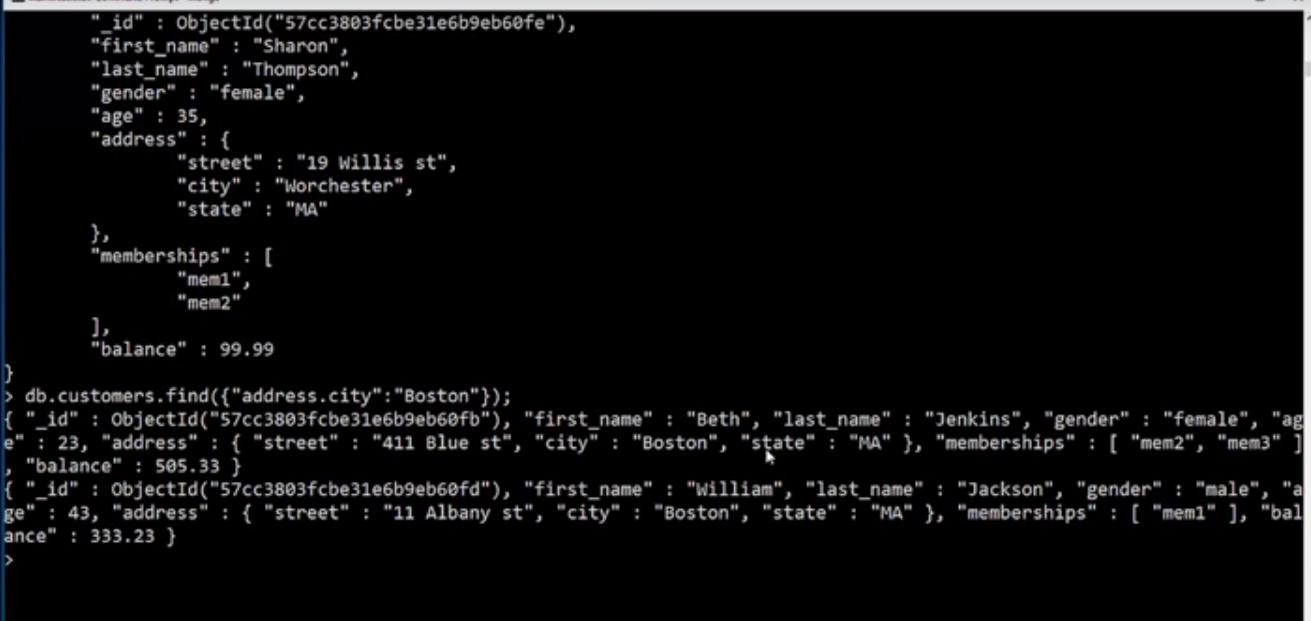 "_id" : ObjectId("57cc3803fcbe31e6b9eb60fe"),
"first_name" : "Sharon",
"last_name" : "Thompson",
"gender" : "female",
"age" : 35,
"address" : {
"street" : "19 Willis st",
"city" : "Worchester",
"state" : "MA"
},
"memberships" : [
"mem1",
"mem2"
],
"balance" : 99.99
}
> db.customers.find({"address.city":"Boston"});
{ "_id" : ObjectId("57cc3803fcbe31e6b9eb60fb"), "first_name" : "Beth", "last_name" : "Jenkins", "gender" : "female", "ag
e" : 23, "address" : { "street" : "411 Blue st", "city" : "Boston", "state" : "MA" }, "memberships" : [ "mem2", "mem3" ]
, "balance" : 505.33 }
{ "_id" : ObjectId("57cc3803fcbe31e6b9eb60fd"), "first_name" : "William", "last_name" : "Jackson", "gender" : "male", "a
ge" : 43, "address" : { "street" : "11 Albany st", "city" : "Boston", "state" : "MA" }, "memberships" : [ "mem1" ], "bal
ance" : 333.23 }
>